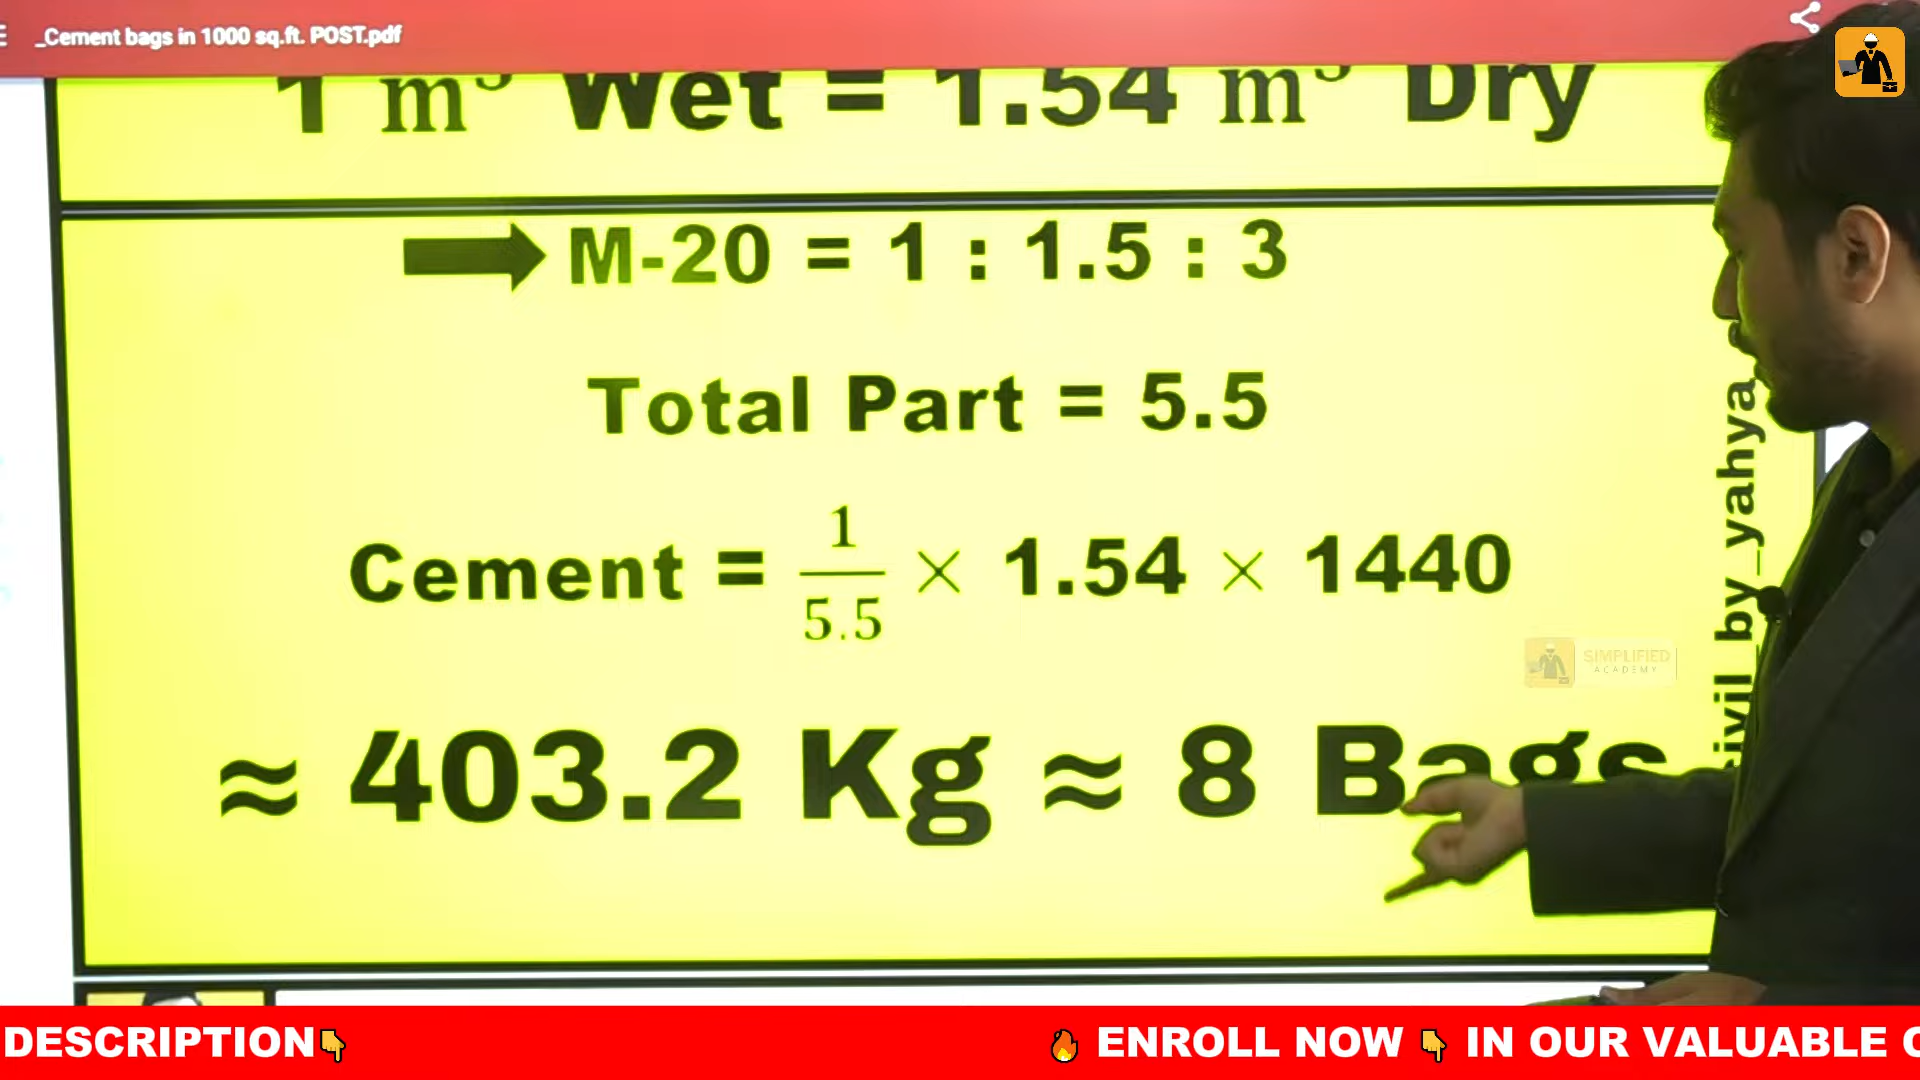 _Cement bags in 1000 sq.ft. POST.pdf
1 m³ Wet = 1.54 m³ Dry
M-20 = 1 : 1.5 : 3
Total Part = 5.5
Cement = 1/5.5 × 1.54 × 1440
≈ 403.2 Kg ≈ 8 Bags
ivil_by_yahya
SIMPLIFIED
ACADEMY
DESCRIPTION👇
🔥 ENROLL NOW 👇 IN OUR VALUABLE C